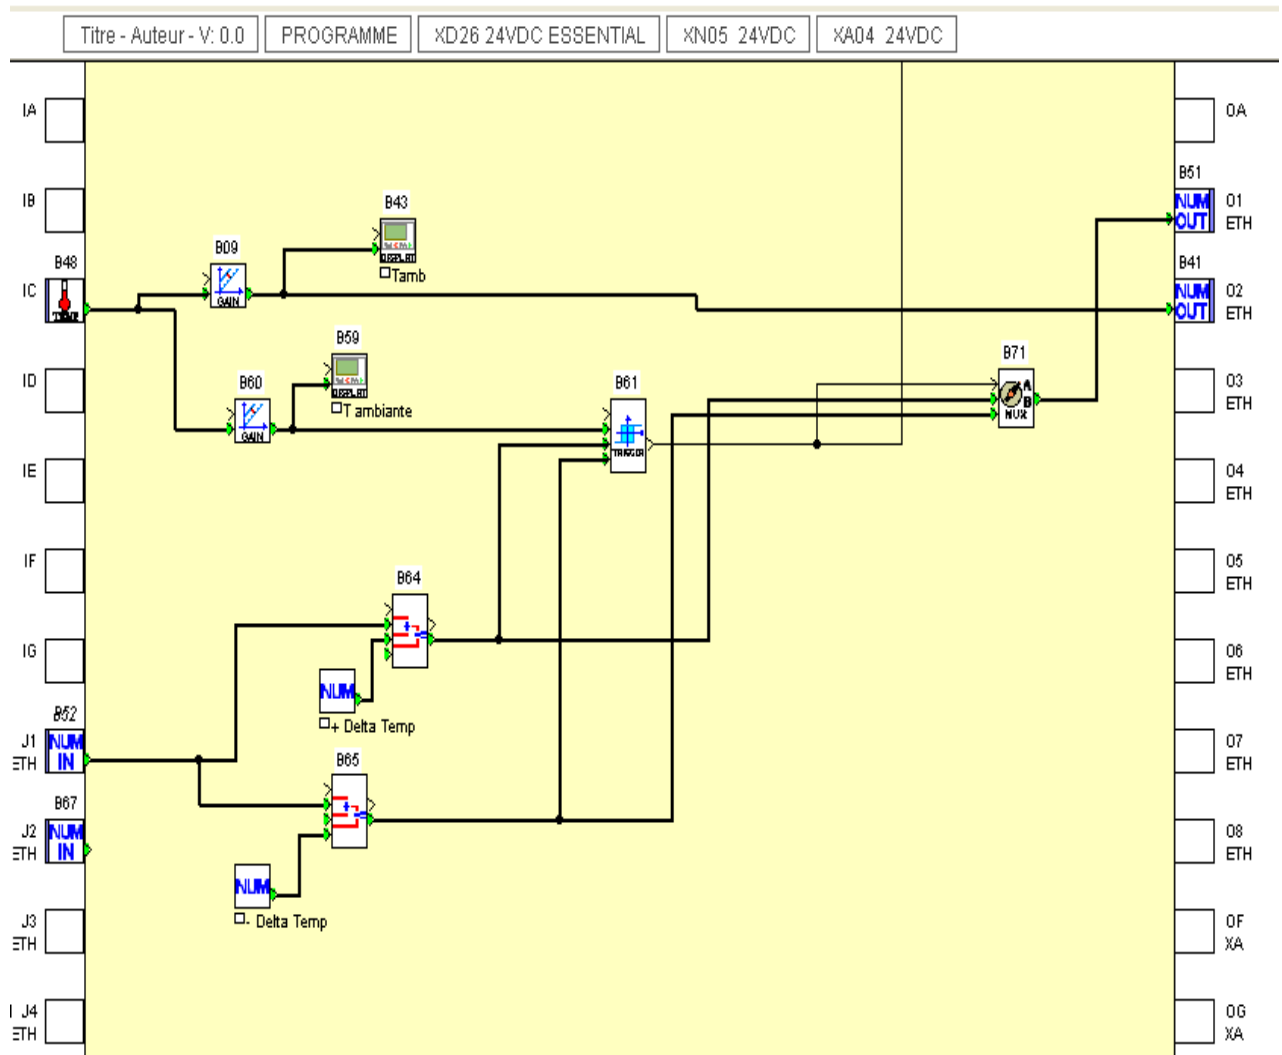 Titre - Auteur - V: 0.0 PROGRAMME XD26 24VDC ESSENTIAL XN05 24VDC XA04 24VDC
IA
0A
B51
IB
NUM OUT
01
ETH
B43
DISPLAY
Tamb
B09
GAIN
B48
IC
TEMP
B41
NUM OUT
02
ETH
B59
DISPLAY
T ambiante
B71
A
B
MUX
ID
B60
GAIN
B61
TRIGGER
03
ETH
IE
04
ETH
IF
05
ETH
B64
IG
06
ETH
NUM
+ Delta Temp
B52
J1
ETH
NUM IN
07
ETH
B65
B67
J2
ETH
NUM IN
08
ETH
NUM
- Delta Temp
J3
ETH
0F
XA
J4
ETH
0G
XA